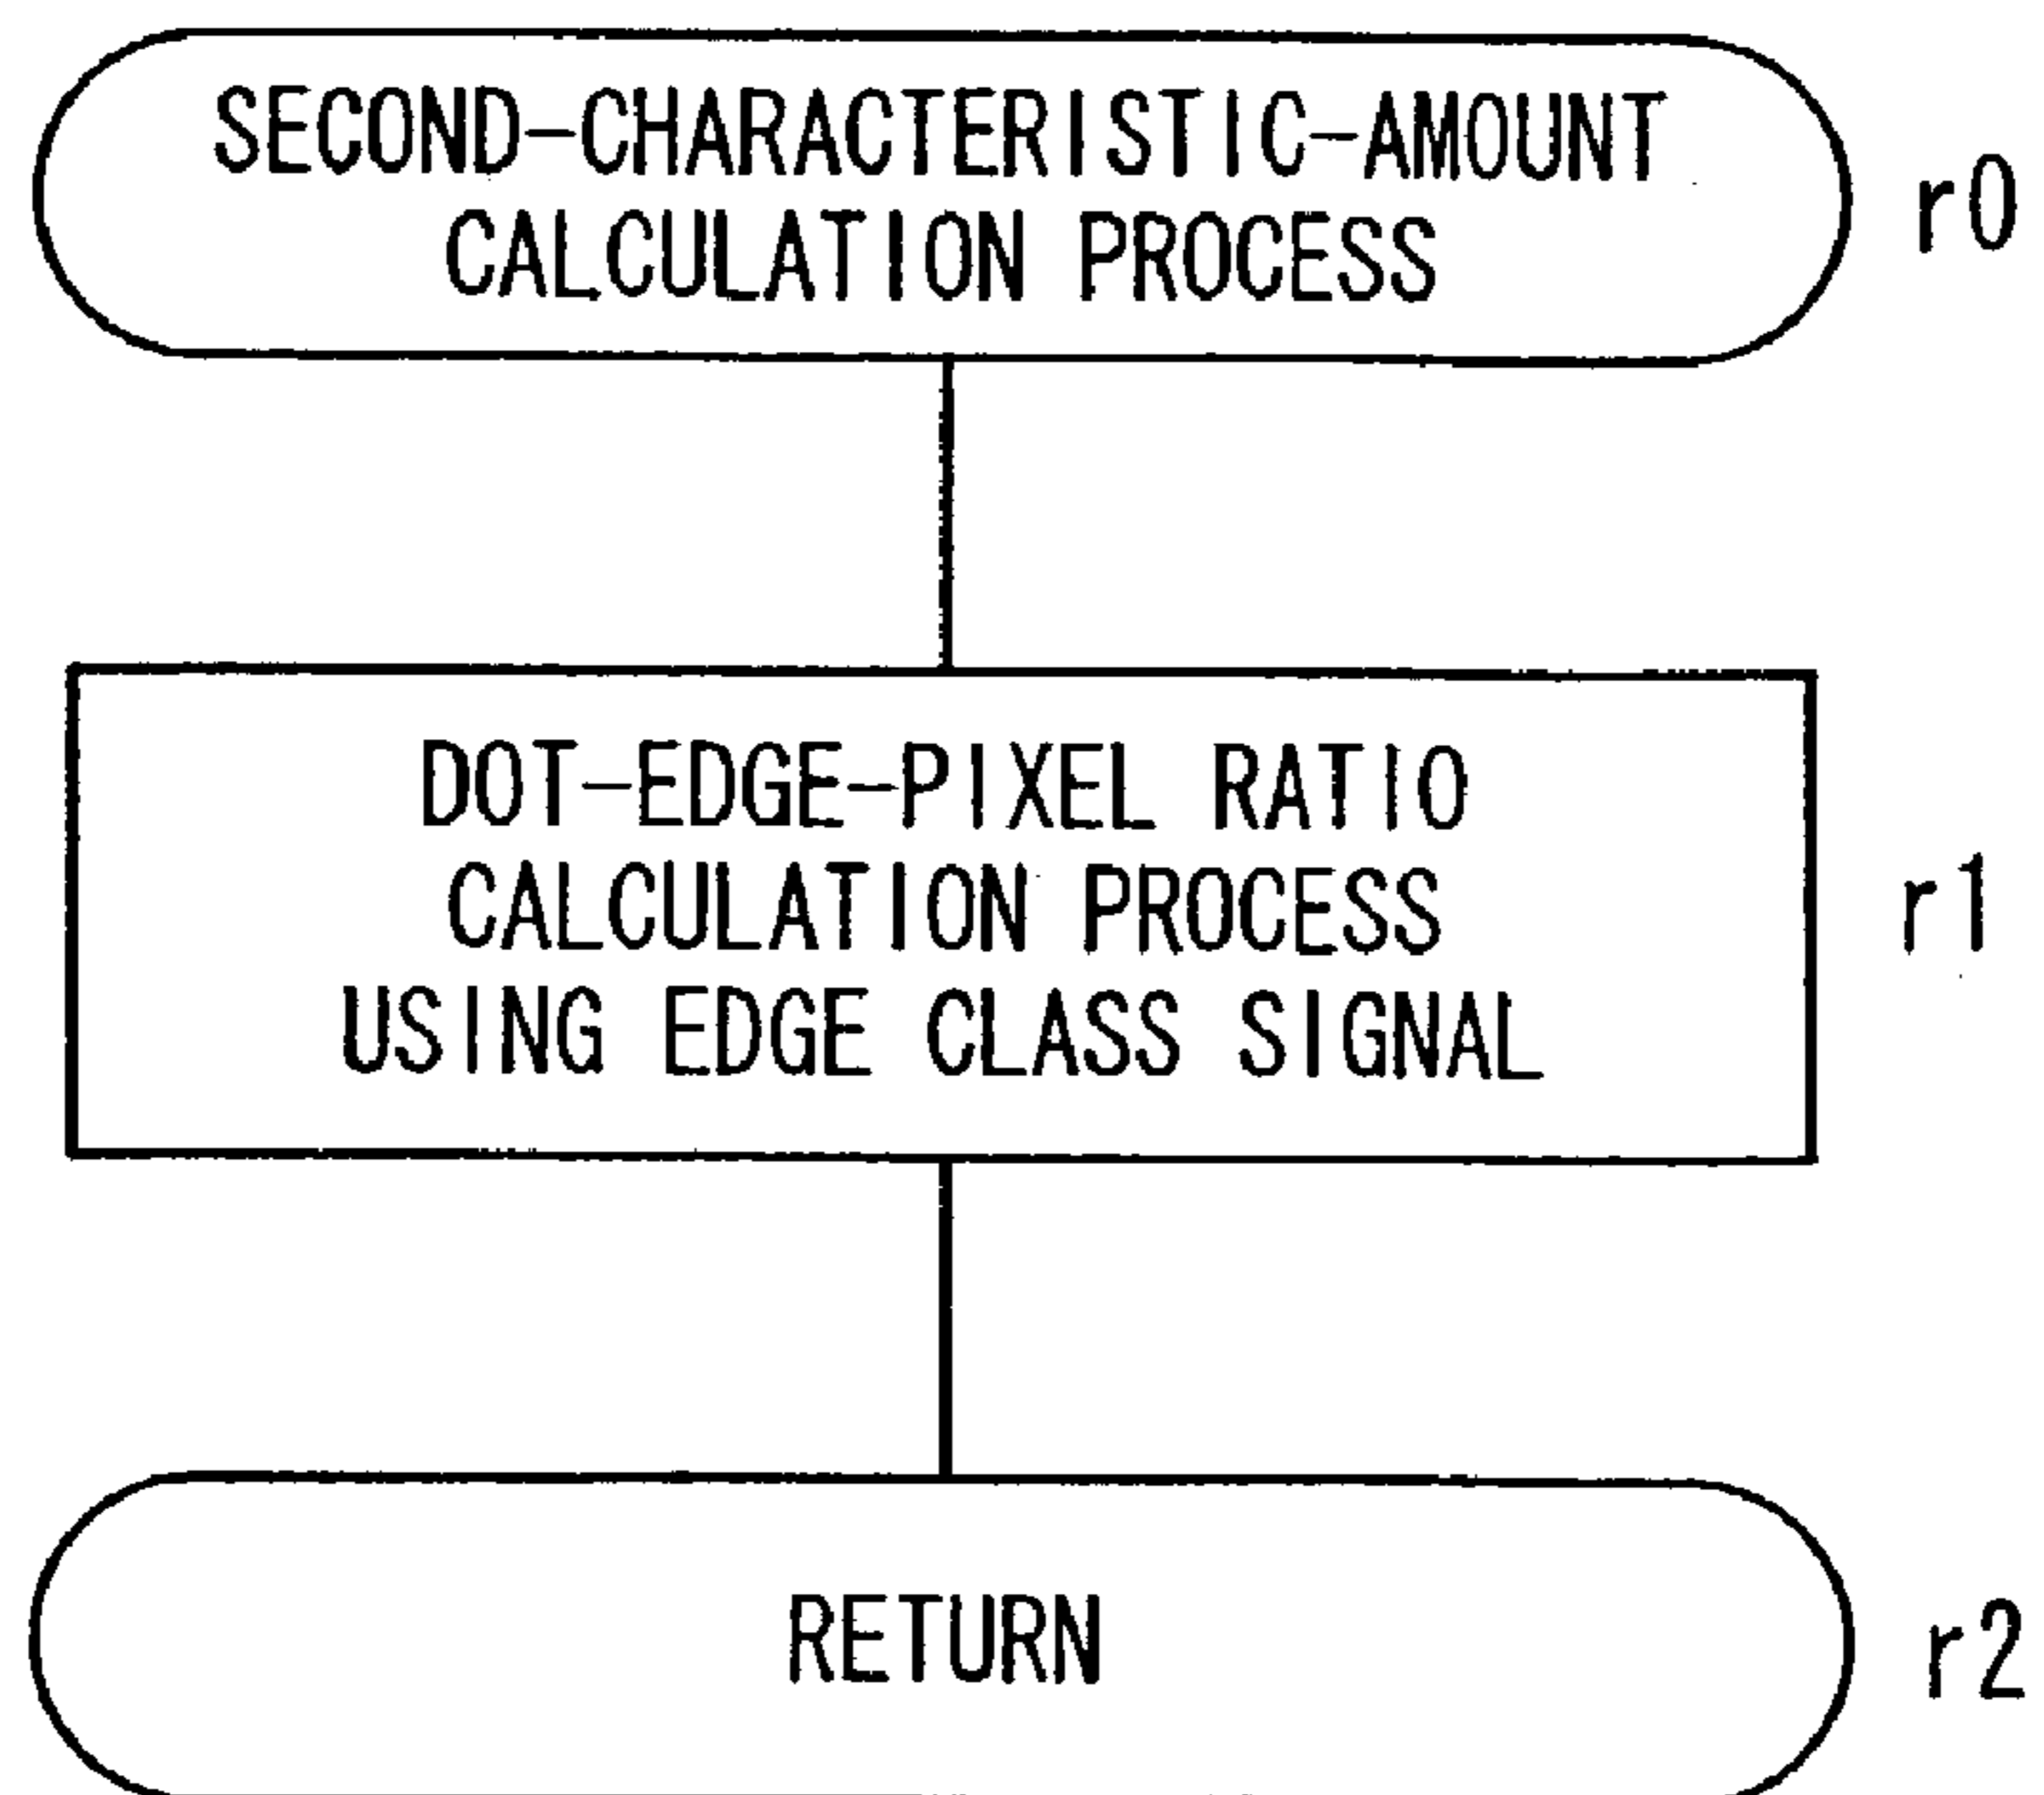 SECOND-CHARACTERISTIC-AMOUNT
CALCULATION PROCESS
r0
DOT-EDGE-PIXEL RATIO
CALCULATION PROCESS
USING EDGE CLASS SIGNAL
r1
RETURN
r2